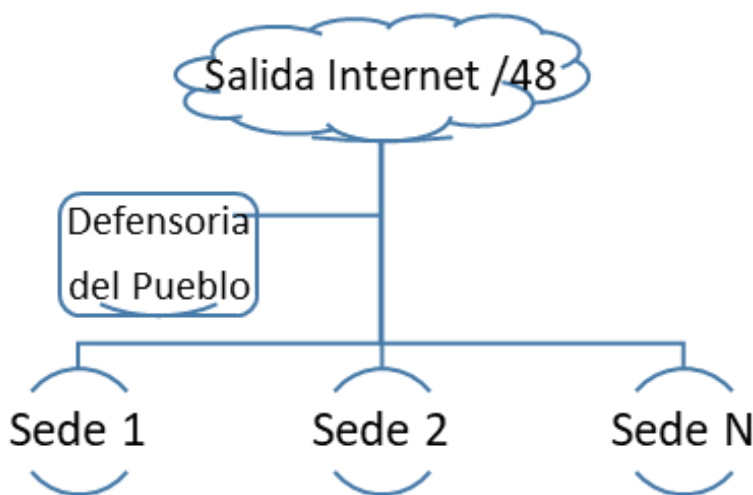 Salida Internet /48
Defensoria
del Pueblo
Sede 1
Sede 2
Sede N